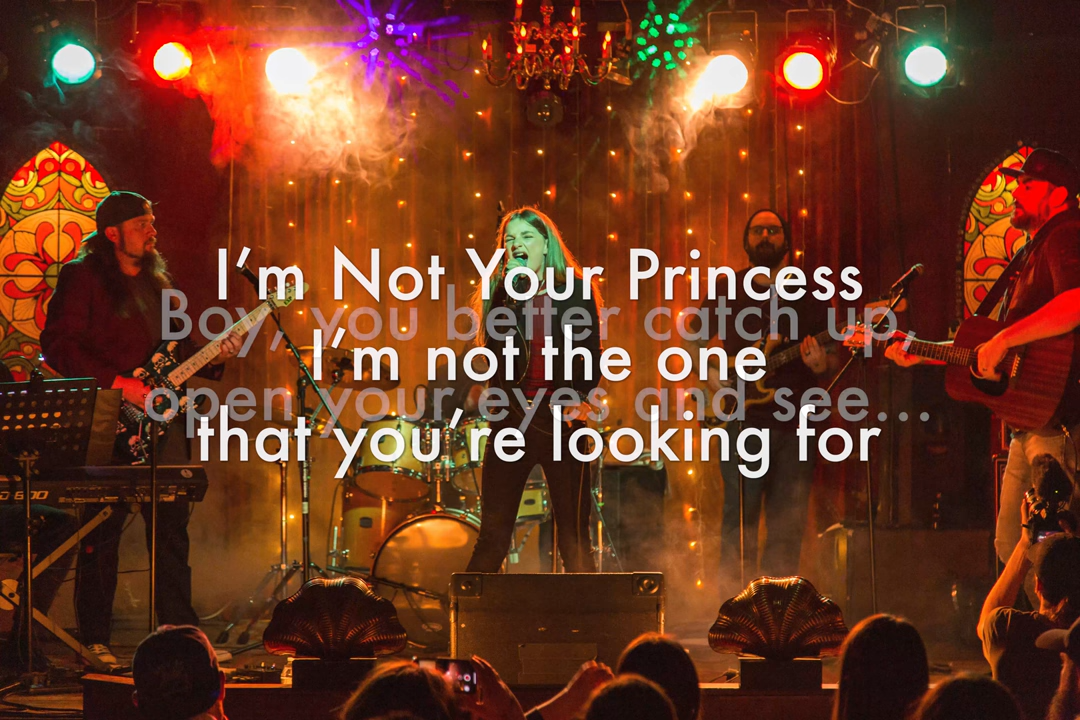 I'm Not Your Princess
Boy, you better catch up,
I'm not the one
open your eyes and see...
that you're looking for